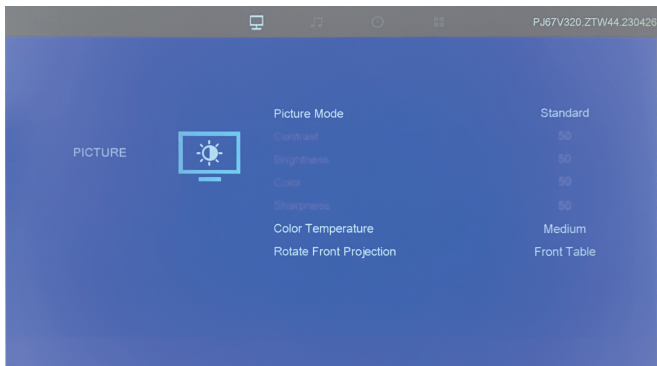 PJ67V320.ZTW44.230426
PICTURE
Picture Mode Standard
Contrast 50
Brightness 50
Color 50
Sharpness 50
Color Temperature Medium
Rotate Front Projection Front Table